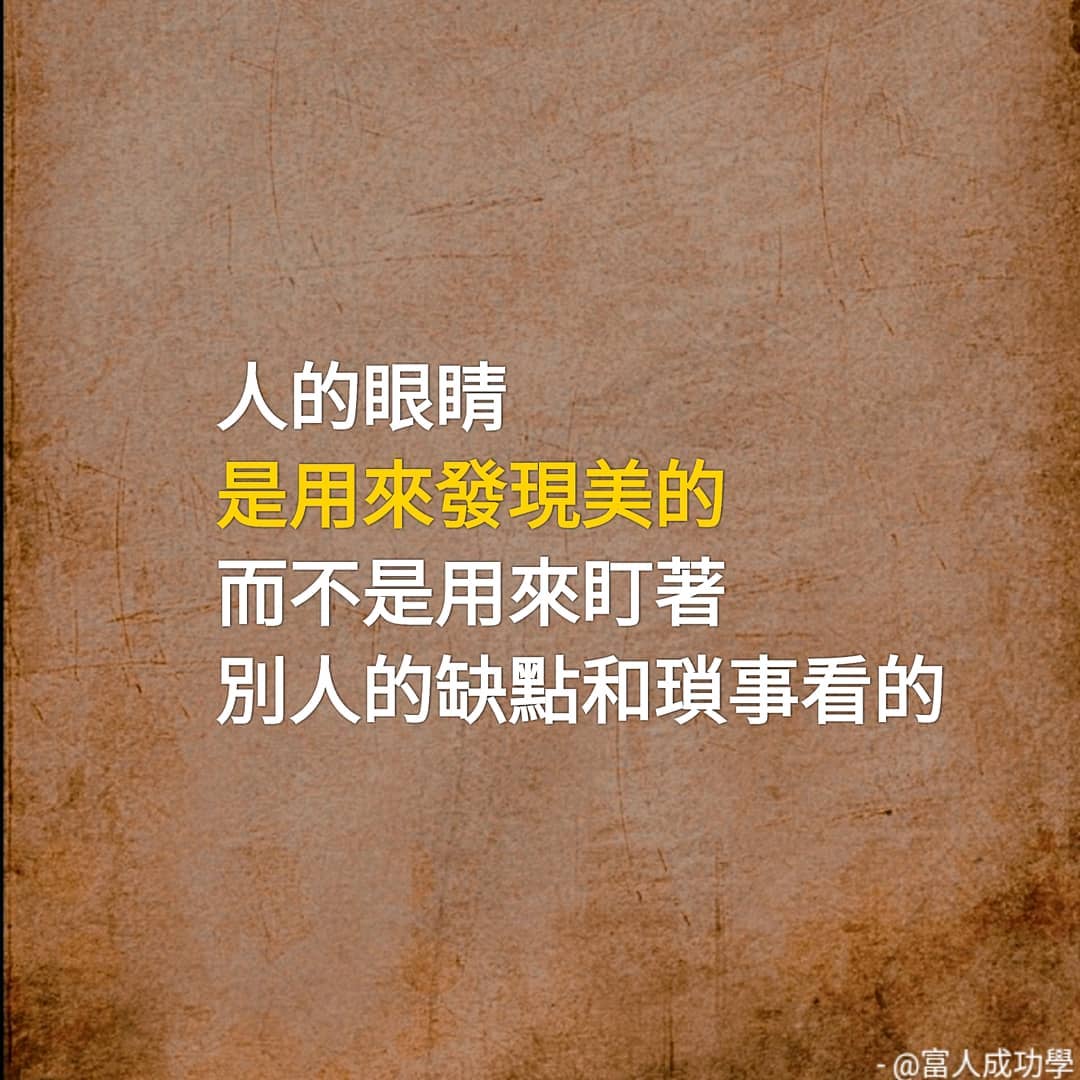 人的眼睛
是用來發現美的
而不是用來盯著
別人的缺點和瑣事看的
- @富人成功學